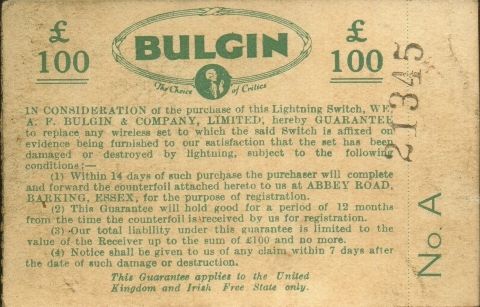 £
100
BULGIN
The Choice of Critics
£
100
IN CONSIDERATION of the purchase of this Lightning Switch, WE,
A. F. BULGIN & COMPANY, LIMITED, hereby GUARANTEE
to replace any wireless set to which the said Switch is affixed on
evidence being furnished to our satisfaction that the set has been
damaged or destroyed by lightning, subject to the following
conditions:—
(1) Within 14 days of such purchase the purchaser will complete
and forward the counterfoil attached hereto to us at ABBEY ROAD,
BARKING, ESSEX, for the purpose of registration.
(2) This Guarantee will hold good for a period of 12 months
from the time the counterfoil is received by us for registration.
(3) Our total liability under this guarantee is limited to the
value of the Receiver up to the sum of £100 and no more.
(4) Notice shall be given to us of any claim within 7 days after
the date of such damage or destruction.
This Guarantee applies to the United
Kingdom and Irish Free State only.
No. A
21345